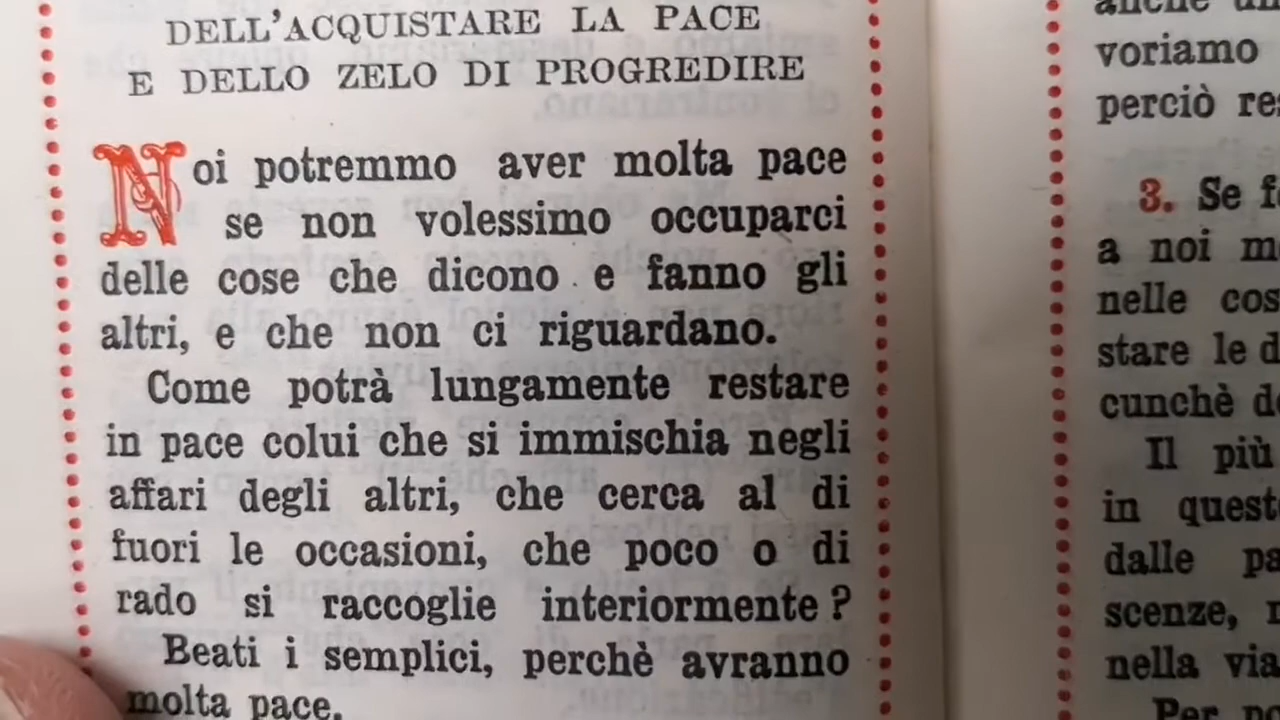 DELL'ACQUISTARE LA PACE
E DELLO ZELO DI PROGREDIRE
Noi potremmo aver molta pace
se non volessimo occuparci
delle cose che dicono e fanno gli
altri, e che non ci riguardano.
Come potrà lungamente restare
in pace colui che si immischia negli
affari degli altri, che cerca al di
fuori le occasioni, che poco o di
rado si raccoglie interiormente ?
Beati i semplici, perchè avranno
molta pace.
voriamo
perciò
3. Se
a noi
nelle
stare le
cunchè
Il più
in
dalle
scenze,
nella via
Per